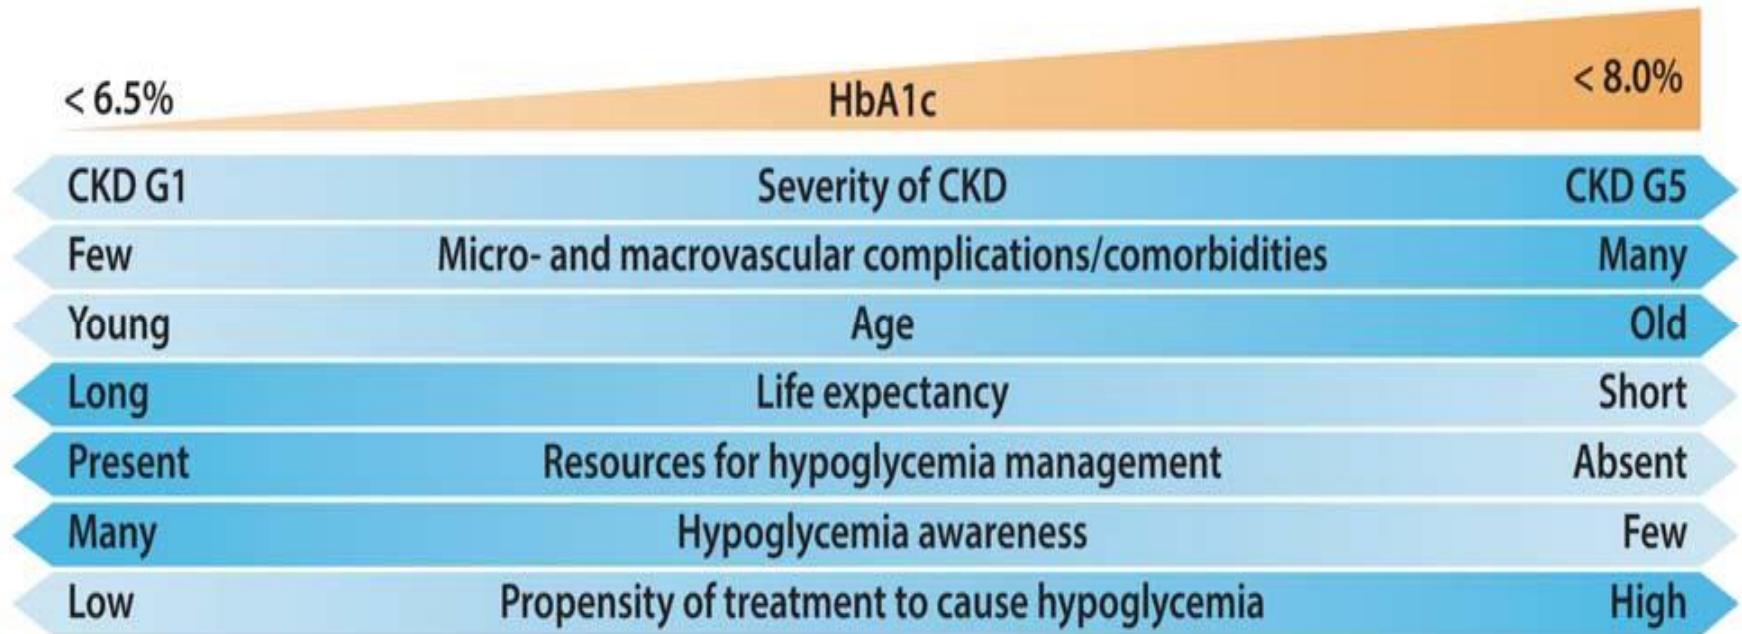 < 6.5% HbA1c < 8.0%
CKD G1 Severity of CKD CKD G5
Few Micro- and macrovascular complications/comorbidities Many
Young Age Old
Long Life expectancy Short
Present Resources for hypoglycemia management Absent
Many Hypoglycemia awareness Few
Low Propensity of treatment to cause hypoglycemia High